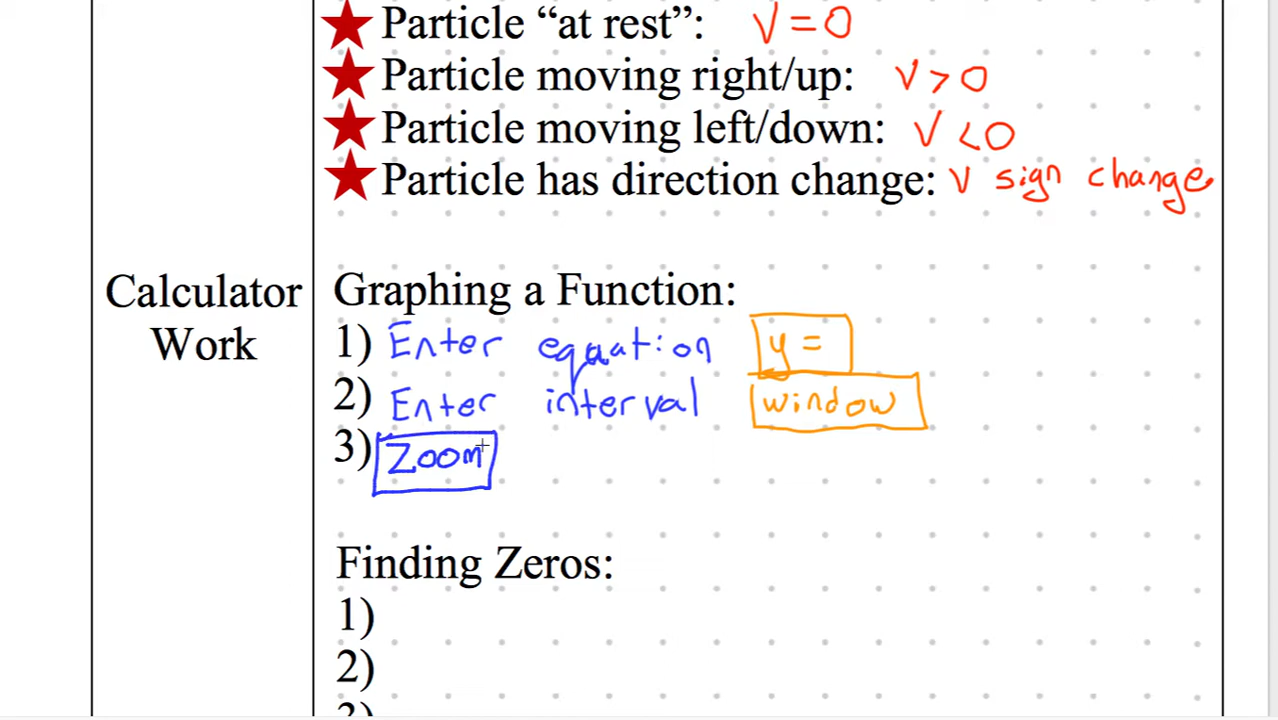 ★ Particle “at rest”: v = 0
★ Particle moving right/up: v > 0
★ Particle moving left/down: v < 0
★ Particle has direction change: v sign change
Calculator Work
Graphing a Function:
1) Enter equation y =
2) Enter interval window
3) Zoom
Finding Zeros:
1)
2)
3)